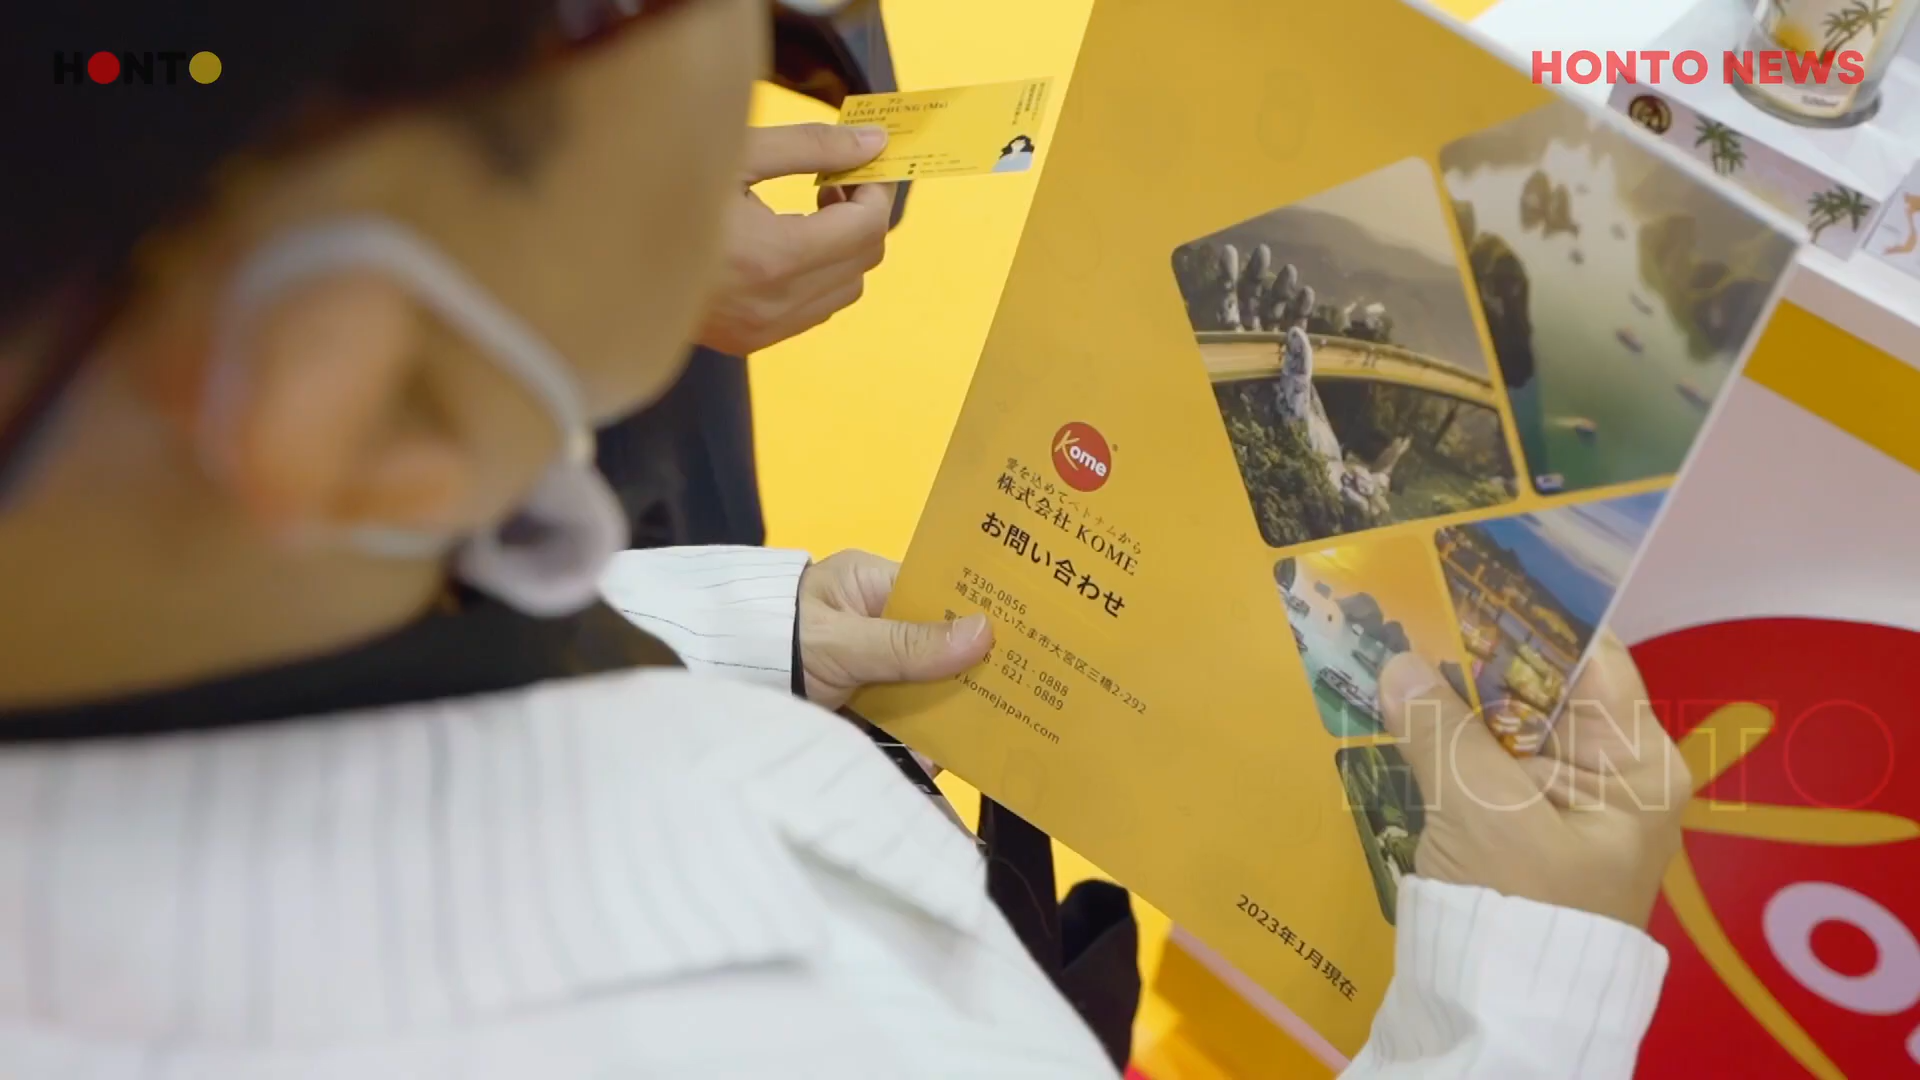 HONTO
HONTO NEWS
LINH PHUNG (Ms)
Kome
愛を込めてベトナムから
株式会社 KOME
お問い合わせ
〒330-0856
埼玉県さいたま市大宮区三橋2-292
621 - 0888
621 - 0889
.komejapan.com
2023年1月現在
HONTO